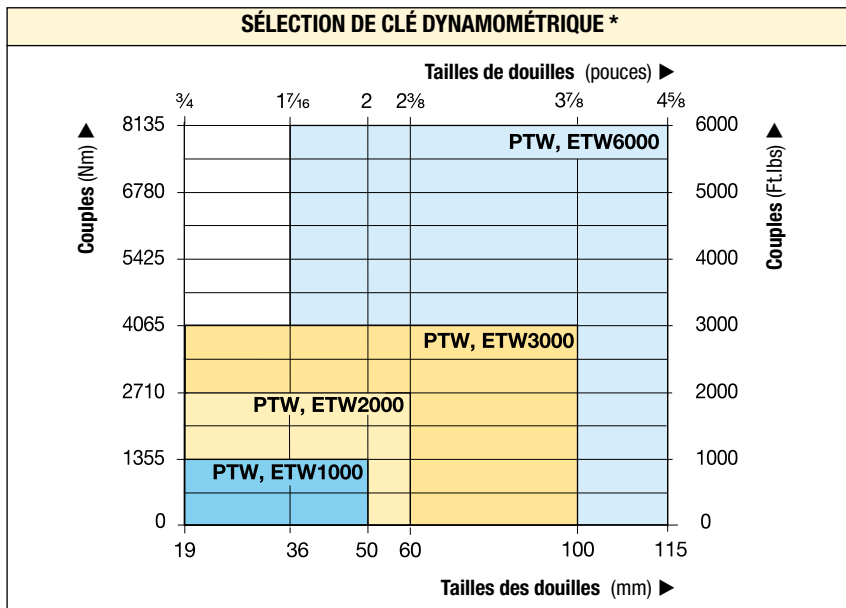 SÉLECTION DE CLÉ DYNAMOMÉTRIQUE *
Tailles de douilles (pouces) ▶
¾ 1⁷⁄₁₆ 2 2⅜ 3⅞ 4⅝
Couples (Nm) ▶
8135
6780
5425
4065
2710
1355
0
PTW, ETW6000
PTW, ETW3000
PTW, ETW2000
PTW, ETW1000
6000
5000
4000
3000
2000
1000
0
Couples (Ft.lbs) ▶
19 36 50 60 100 115
Tailles des douilles (mm) ▶